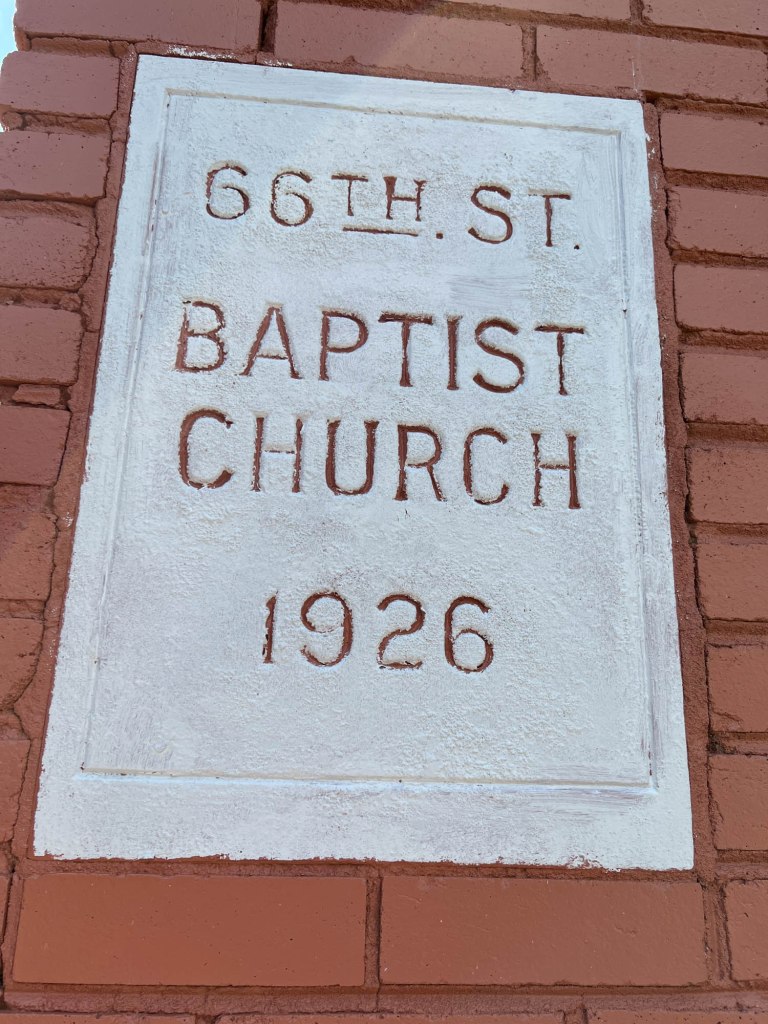 66TH. ST.
BAPTIST
CHURCH
1926